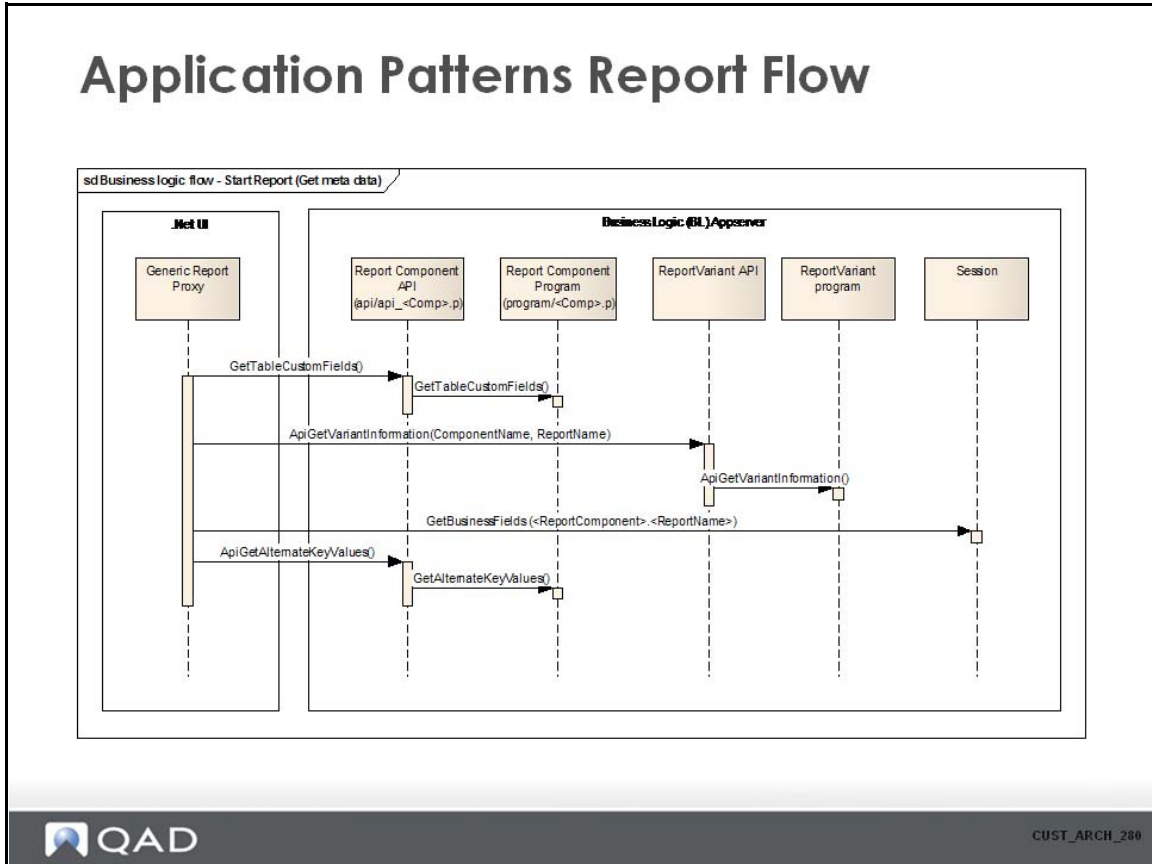 Application Patterns Report Flow
sd Business logic flow - Start Report (Get meta data)
.Net UI
Business Logic (BL) Appserver
Generic Report
Proxy
Report Component
API
(api/api_<Comp>.p)
Report Component
Program
(program/<Comp>.p)
ReportVariant API
ReportVariant
program
Session
GetTableCustomFields()
GetTableCustomFields()
ApiGetVariantInformation(ComponentName, ReportName)
ApiGetVariantInformation()
GetBusinessFields (<ReportComponent>.<ReportName>)
ApiGetAlternateKeyValues()
GetAlternateKeyValues()
QAD
CUST_ARCH_280